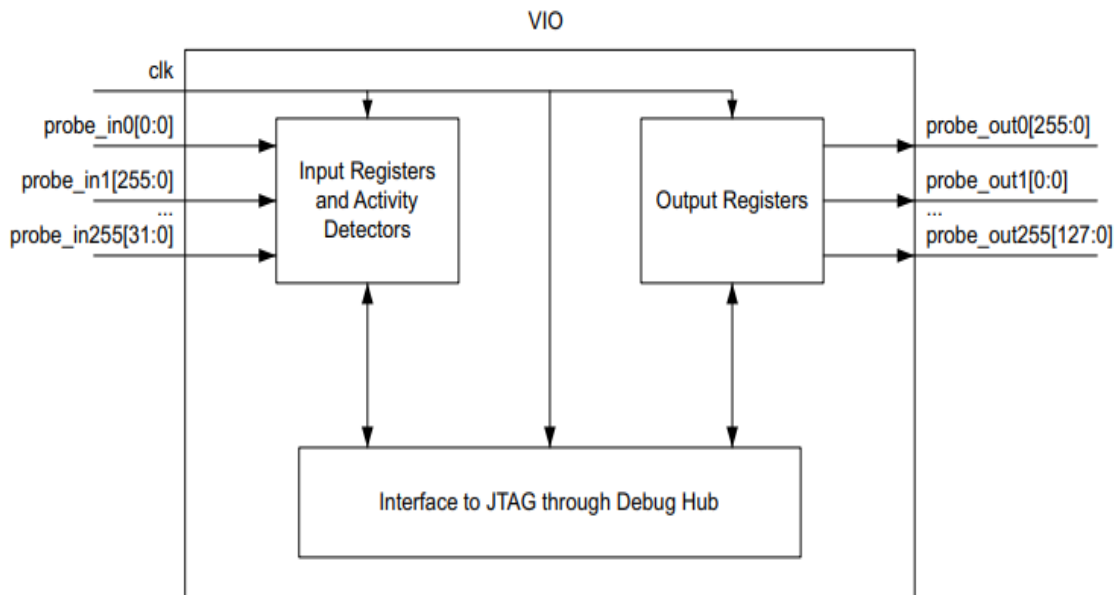 VIO
clk
probe_in0[0:0]
probe_in1[255:0]
...
probe_in255[31:0]
Input Registers
and Activity
Detectors
Output Registers
probe_out0[255:0]
probe_out1[0:0]
...
probe_out255[127:0]
Interface to JTAG through Debug Hub